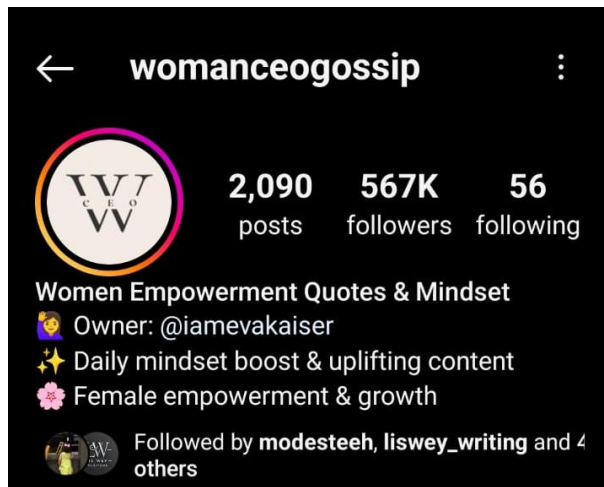 womanceogossip
W
CEO
2,090 567K 56
posts followers following
Women Empowerment Quotes & Mindset
🙋‍♀️ Owner: @iamevakaiser
✨ Daily mindset boost & uplifting content
🌸 Female empowerment & growth
Followed by modesteeh, liswey_writing and 4
others